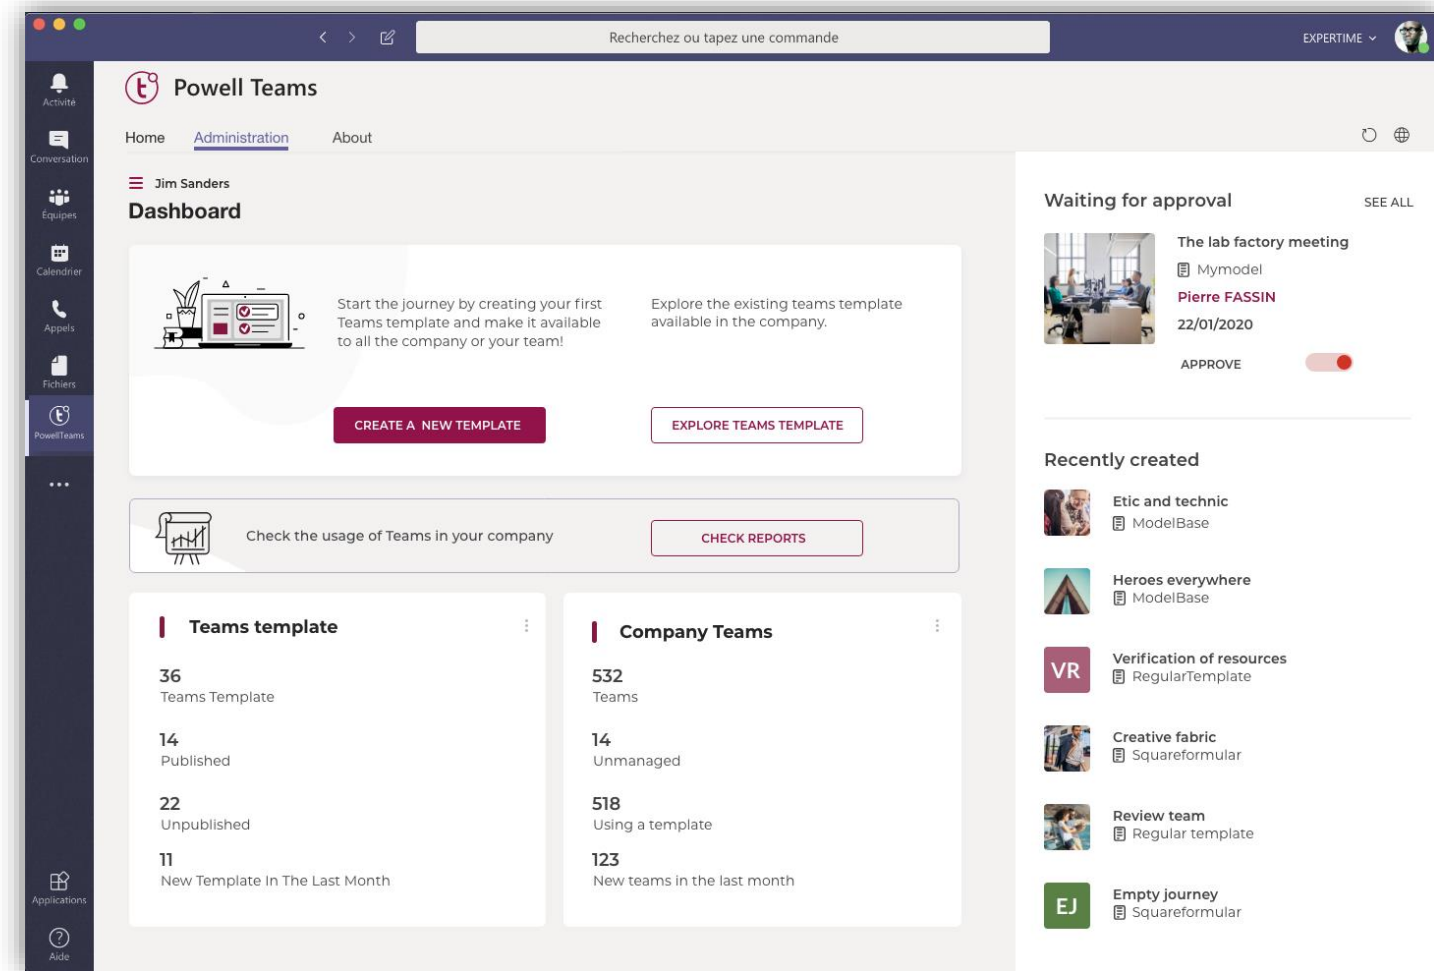 Recherchez ou tapez une commande
EXPERTIME
Activité
Conversation
Équipes
Calendrier
Appels
Fichiers
PowellTeams
Applications
Aide
Powell Teams
Home
Administration
About
Jim Sanders
Dashboard
Start the journey by creating your first
Teams template and make it available
to all the company or your team!
Explore the existing teams template
available in the company.
CREATE A NEW TEMPLATE
EXPLORE TEAMS TEMPLATE
Check the usage of Teams in your company
CHECK REPORTS
Teams template
36
Teams Template
14
Published
22
Unpublished
11
New Template In The Last Month
Company Teams
532
Teams
14
Unmanaged
518
Using a template
123
New teams in the last month
Waiting for approval
SEE ALL
The lab factory meeting
Mymodel
Pierre FASSIN
22/01/2020
APPROVE
Recently created
Etic and technic
ModelBase
Heroes everywhere
ModelBase
VR
Verification of resources
RegularTemplate
Creative fabric
Squareformular
Review team
Regular template
EJ
Empty journey
Squareformular